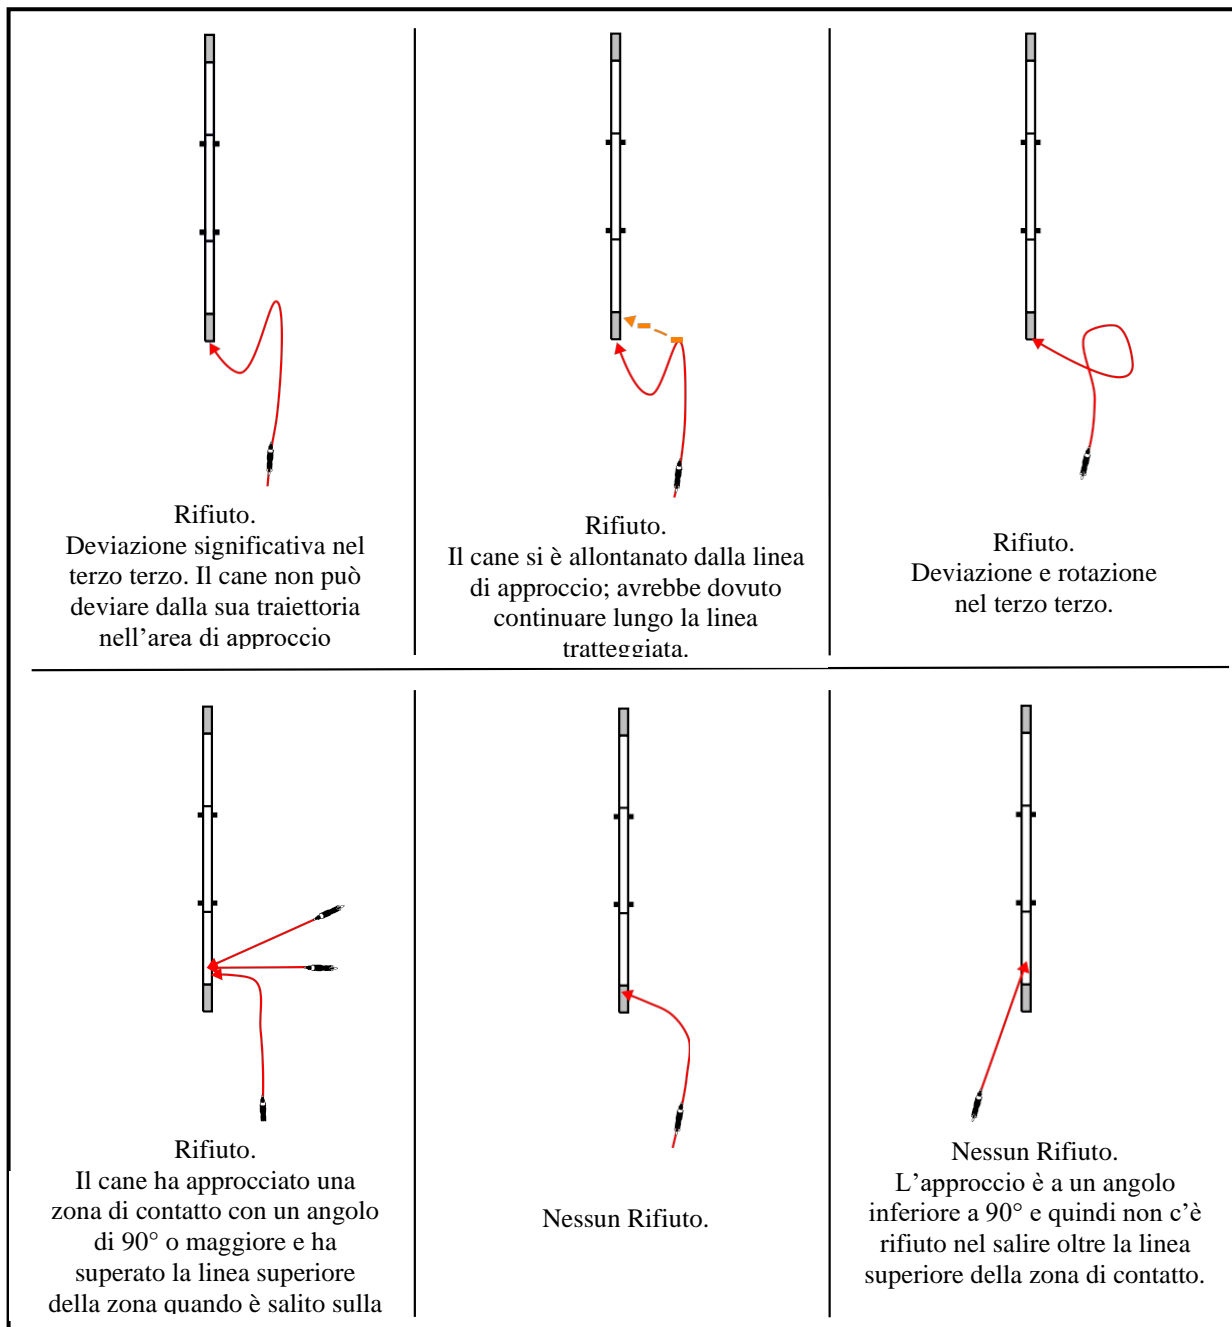 Rifiuto.
Deviazione significativa nel
terzo terzo. Il cane non può
deviare dalla sua traiettoria
nell’area di approccio
Rifiuto.
Il cane si è allontanato dalla linea
di approccio; avrebbe dovuto
continuare lungo la linea
tratteggiata.
Rifiuto.
Deviazione e rotazione
nel terzo terzo.
Rifiuto.
Il cane ha approcciato una
zona di contatto con un angolo
di 90° o maggiore e ha
superato la linea superiore
della zona quando è salito sulla
Nessun Rifiuto.
Nessun Rifiuto.
L’approccio è a un angolo
inferiore a 90° e quindi non c’è
rifiuto nel salire oltre la linea
superiore della zona di contatto.